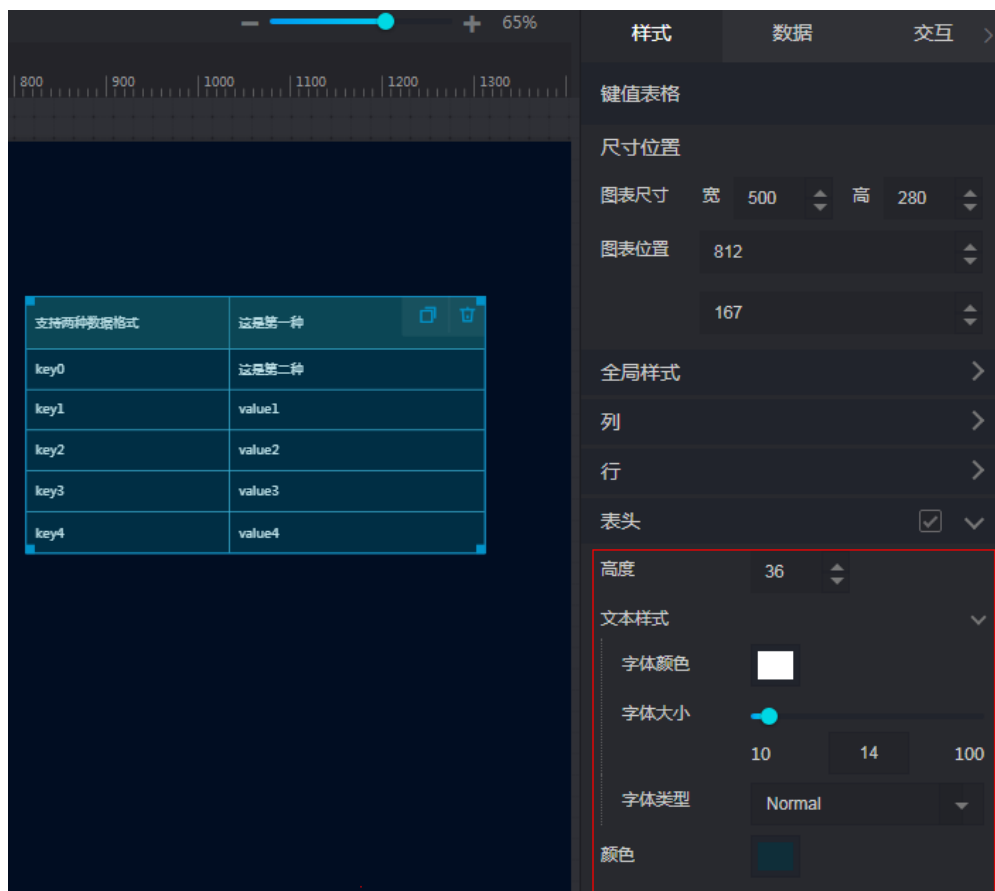 65%
样式 数据 交互
800 900 1000 1100 1200 1300
键值表格
尺寸位置
图表尺寸 宽 500 高 280
图表位置 812
167
支持两种数据格式 这是第一种
key0 这是第二种
key1 value1
key2 value2
key3 value3
key4 value4
全局样式
列
行
表头
高度 36
文本样式
字体颜色
字体大小
10 14 100
字体类型 Normal
颜色